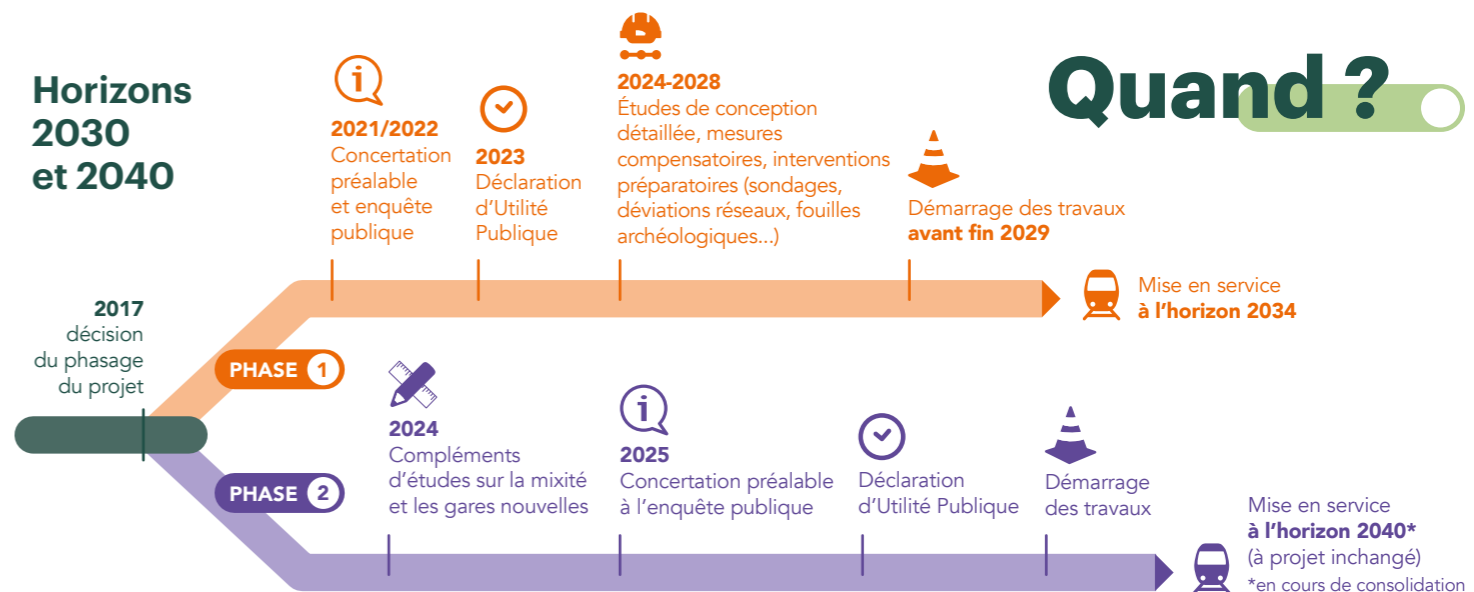 Horizons
2030
et 2040
Quand ?
2021/2022
Concertation
préalable
et enquête
publique
2023
Déclaration
d'Utilité
Publique
2024-2028
Études de conception
détaillée, mesures
compensatoires, interventions
préparatoires (sondages,
déviations réseaux, fouilles
archéologiques...)
Démarrage des travaux
avant fin 2029
Mise en service
à l'horizon 2034
2017
décision
du phasage
du projet
PHASE 1
PHASE 2
2024
Compléments
d'études sur la mixité
et les gares nouvelles
2025
Concertation préalable
à l'enquête publique
Déclaration
d'Utilité Publique
Démarrage
des travaux
Mise en service
à l'horizon 2040*
(à projet inchangé)
*en cours de consolidation